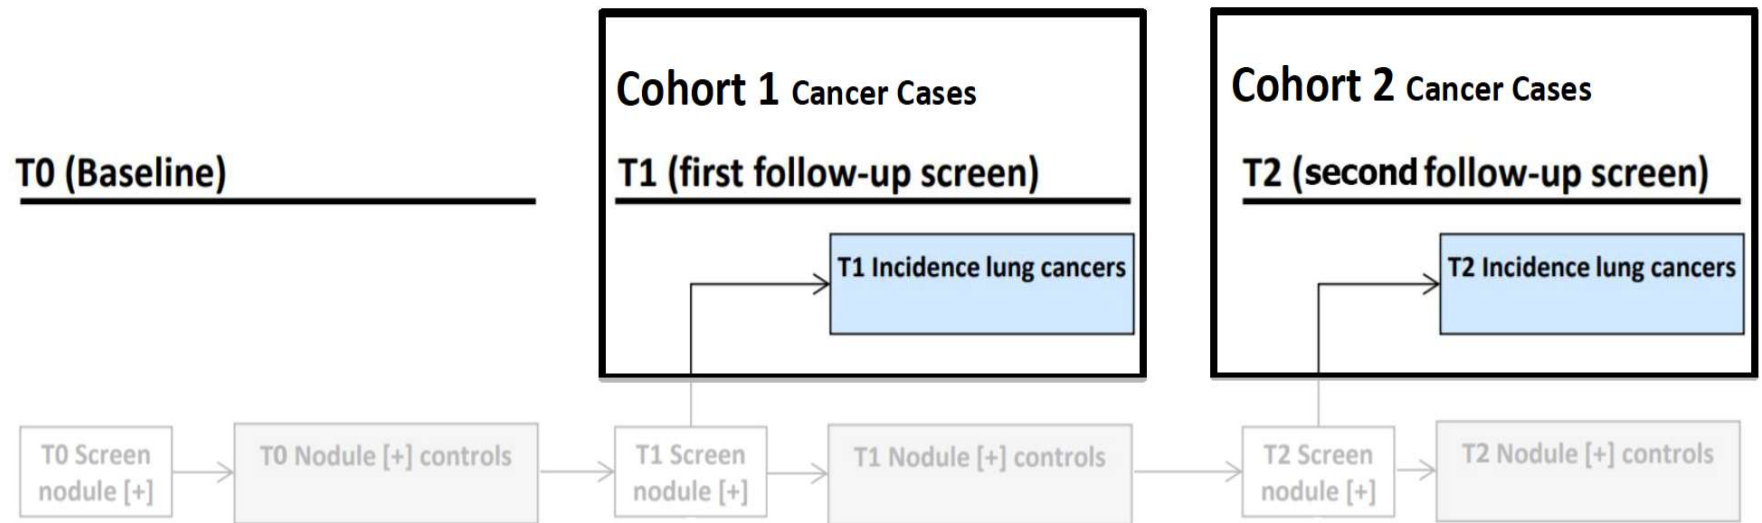 Cohort 1 Cancer Cases
Cohort 2 Cancer Cases
T0 (Baseline)
T1 (first follow-up screen)
T2 (second follow-up screen)
T1 Incidence lung cancers
T2 Incidence lung cancers
T0 Screen
nodule [+]
T0 Nodule [+] controls
T1 Screen
nodule [+]
T1 Nodule [+] controls
T2 Screen
nodule [+]
T2 Nodule [+] controls